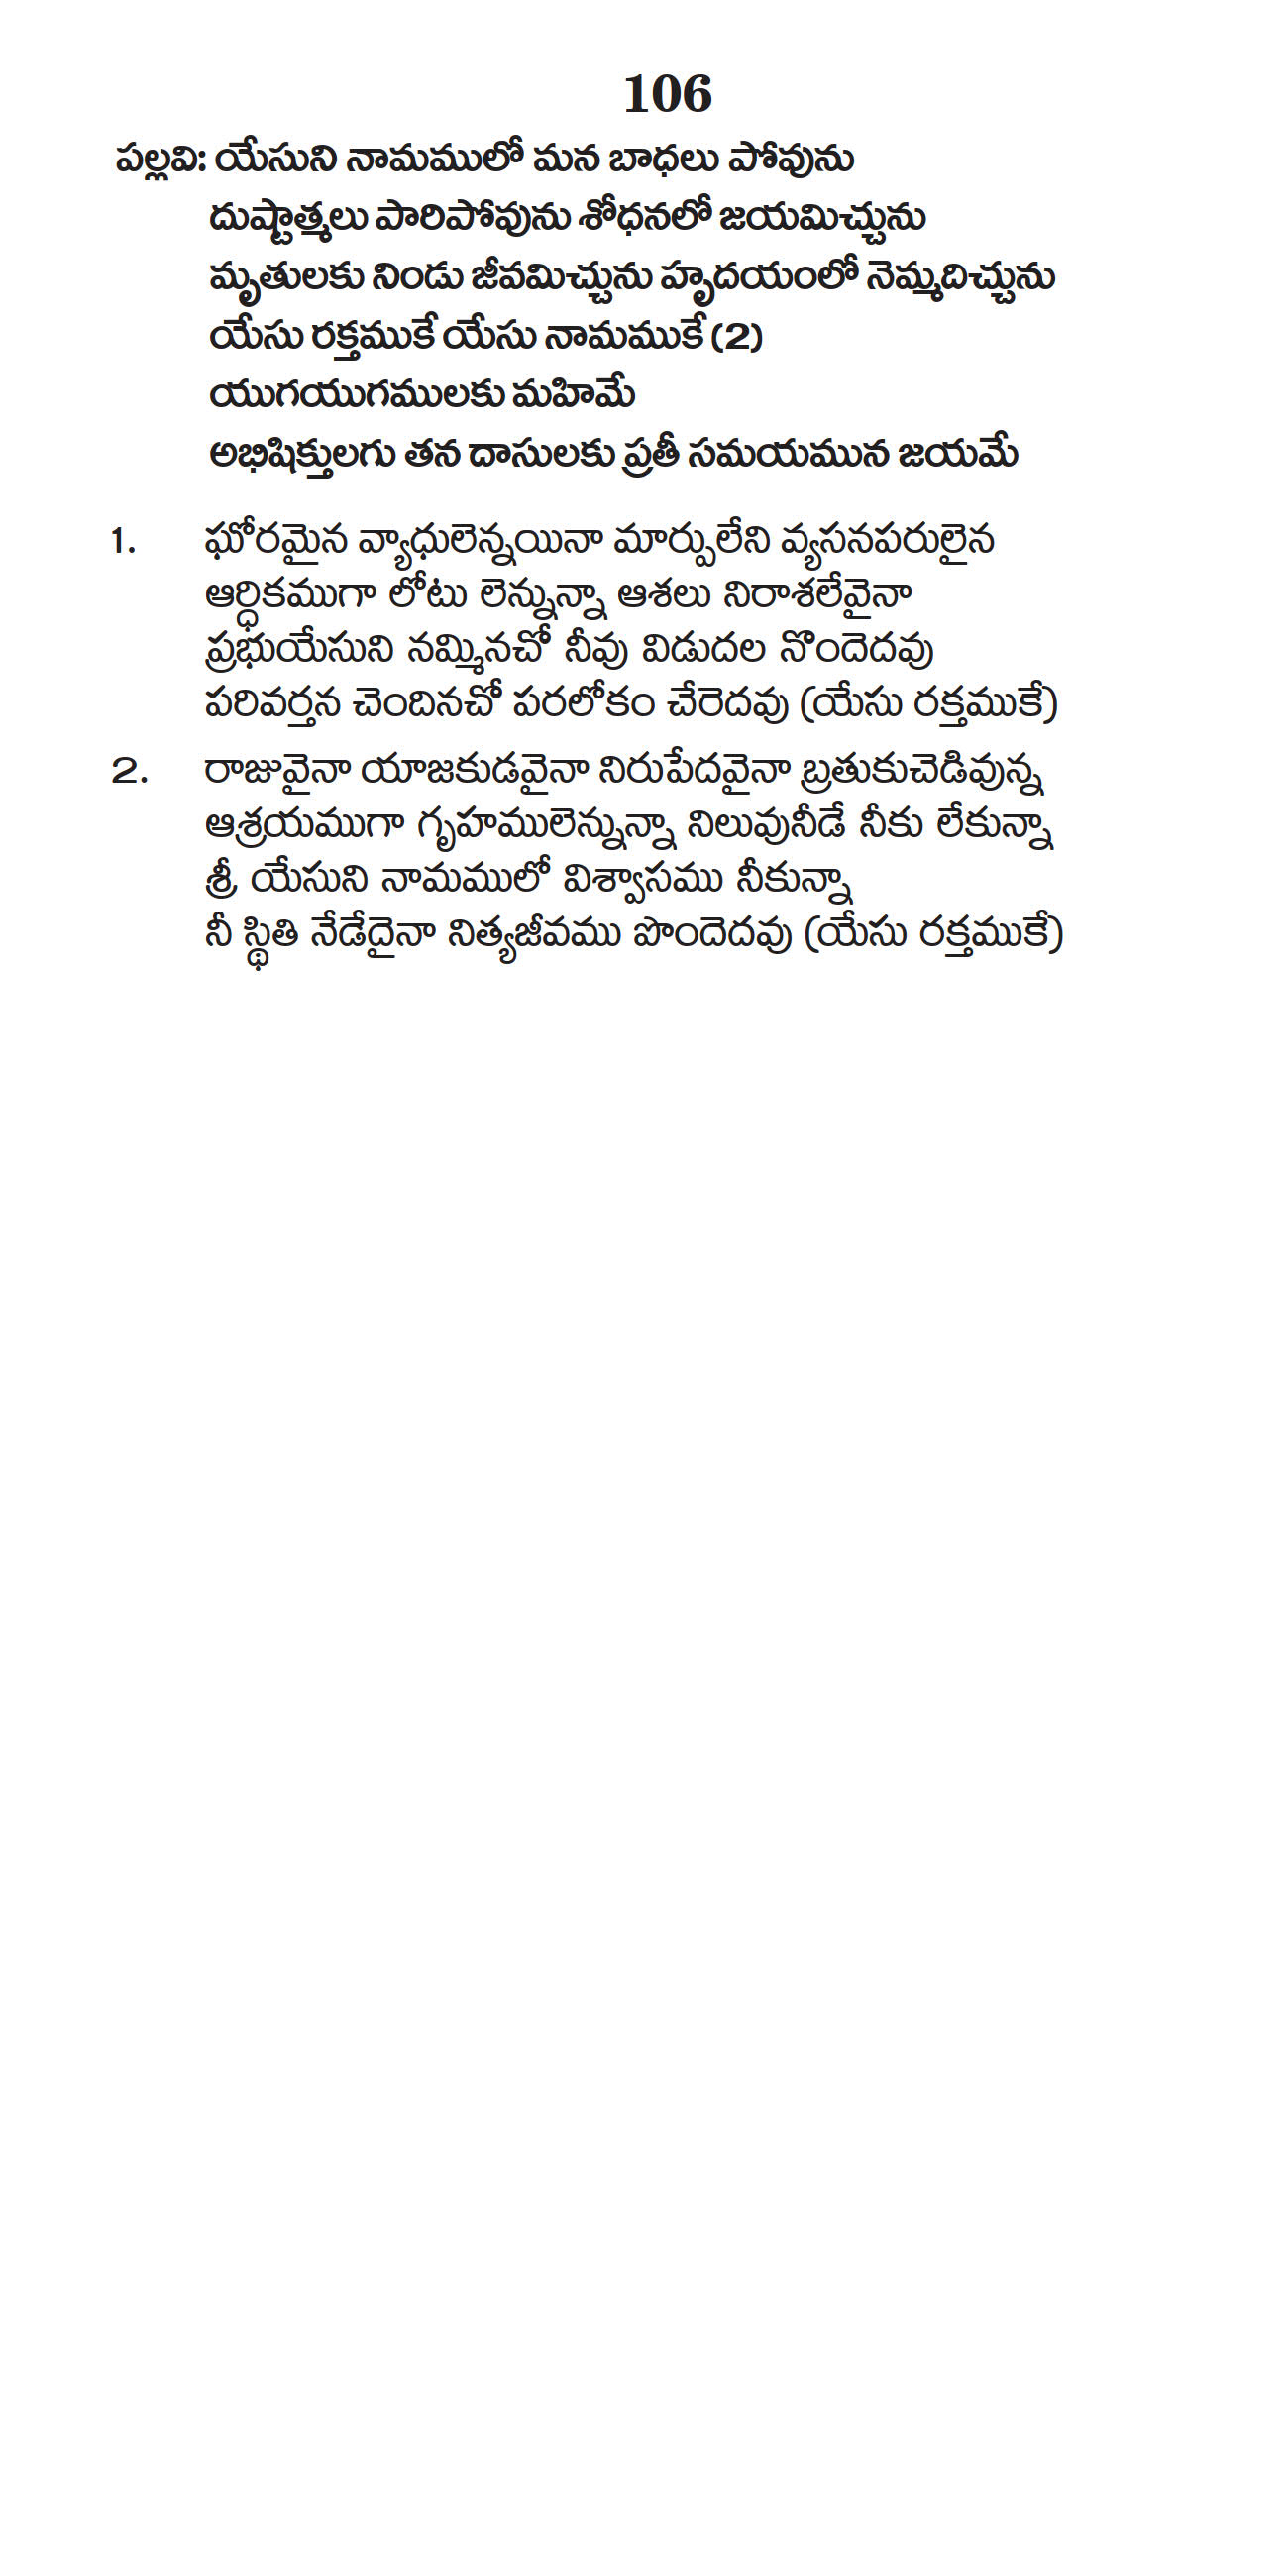 106
పల్లవి: యేసుని నామములో మన బాధలు పోవును
దుష్టాత్మలు పారిపోవును శోధనలో జయమిచ్చును
మృతులకు నిండు జీవమిచ్చును హృదయంలో నెమ్మదిచ్చును
యేసు రక్తముకే యేసు నామముకే (2)
యుగయుగములకు మహిమే
అభిషిక్తులగు తన దాసులకు ప్రతీ సమయమున జయమే
1. ఘోరమైన వ్యాధులెన్నయినా మార్పులేని వ్యసనపరులైన
ఆర్ధికముగా లోటు లెన్నున్నా ఆశలు నిరాశలేవైనా
ప్రభుయేసుని నమ్మినచో నీవు విడుదల నొందెదవు
పరివర్తన చెందినచో పరలోకం చేరెదవు (యేసు రక్తముకే)
2. రాజువైనా యాజకుడవైనా నిరుపేదవైనా బ్రతుకుచెడివున్న
ఆశ్రయముగా గృహములెన్నున్నా నిలువునీడే నీకు లేకున్నా
శ్రీ యేసుని నామములో విశ్వాసము నీకున్నా
నీ స్థితి నేడేదైనా నిత్యజీవము పొందెదవు (యేసు రక్తముకే)